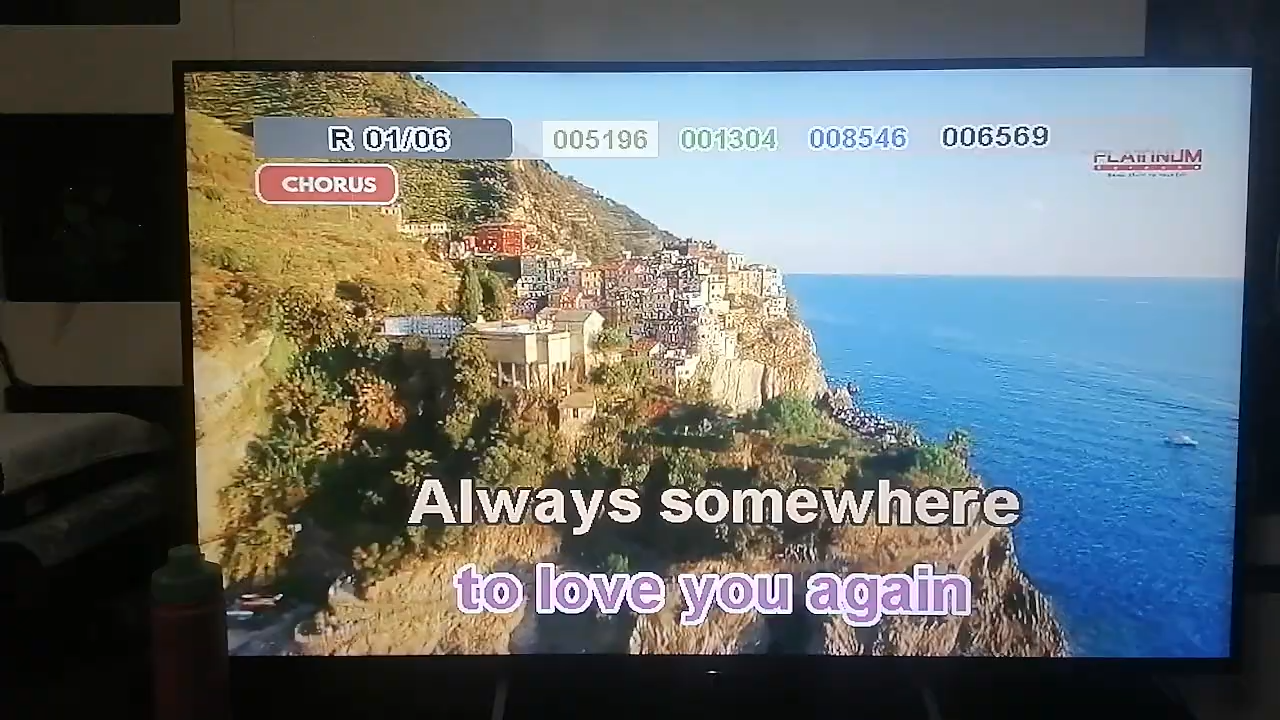 R 01/06 005196 001304 008546 006569
PLATINUM
CHORUS
Always somewhere
to love you again